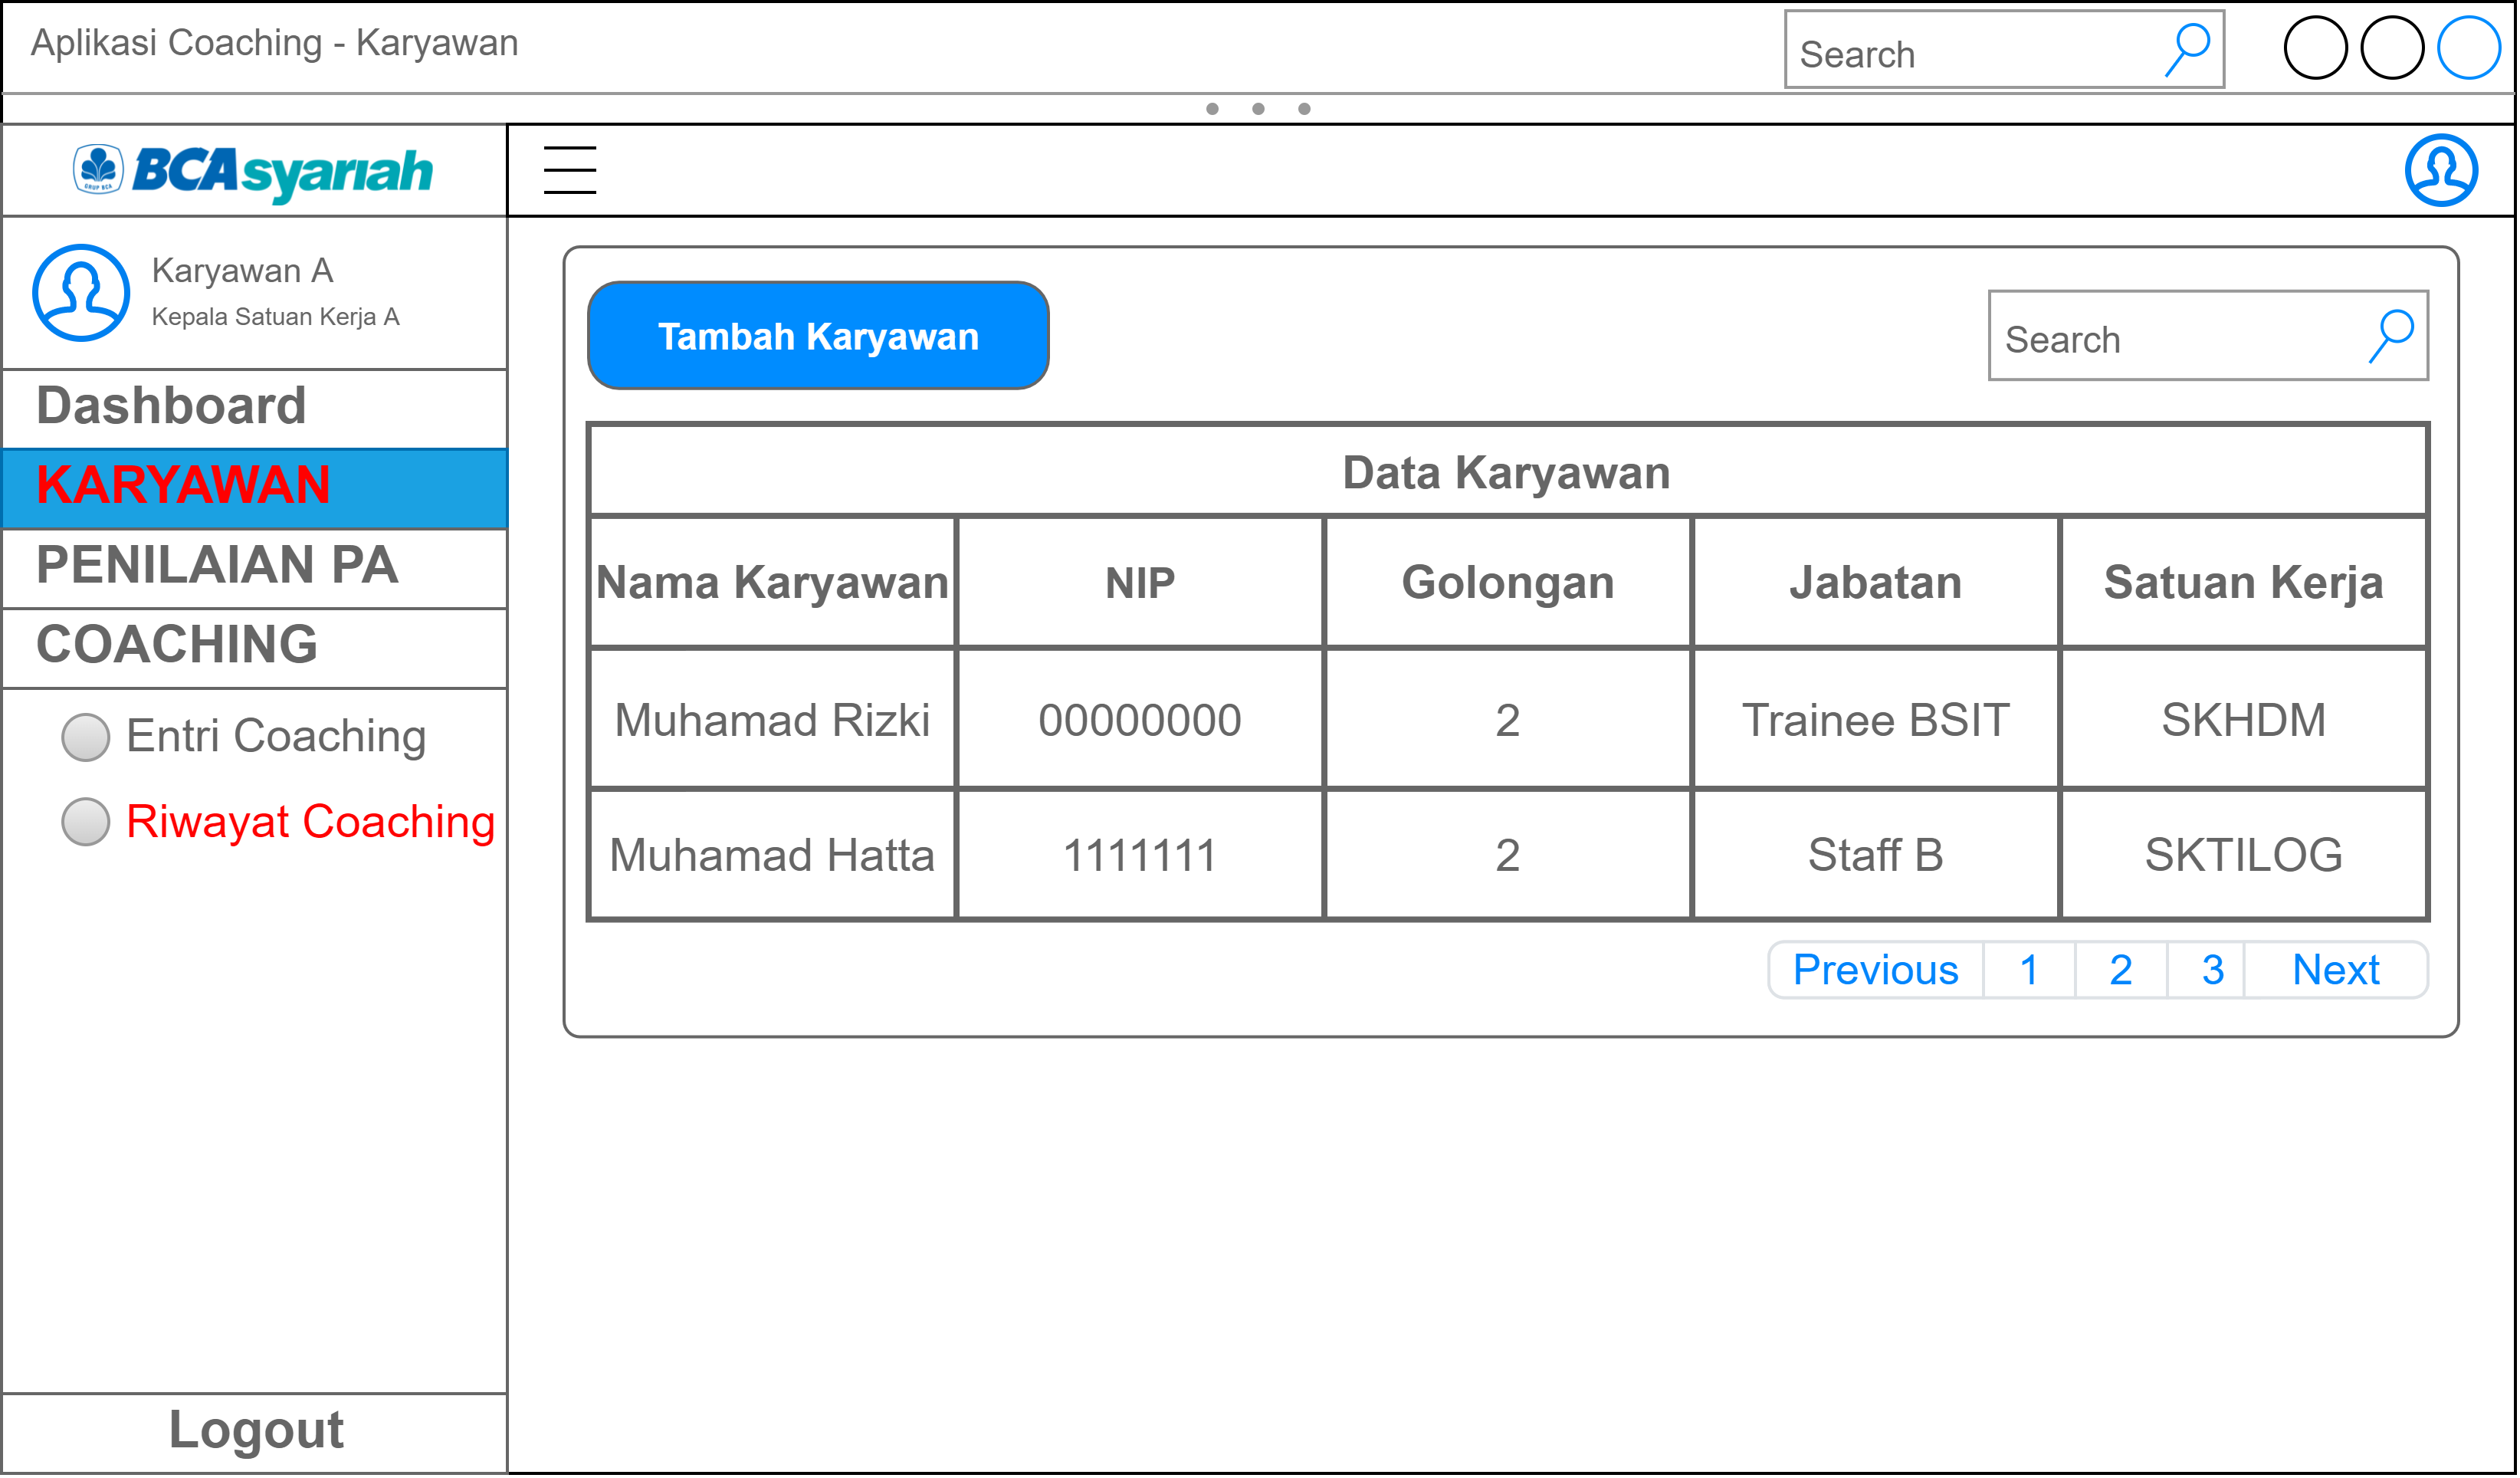 Aplikasi Coaching - Karyawan
Search
GRUP BCA
BCAsyariah
Karyawan A
Kepala Satuan Kerja A
Dashboard
KARYAWAN
PENILAIAN PA
COACHING
Entri Coaching
Riwayat Coaching
Logout
Tambah Karyawan
Search
Data Karyawan
Nama Karyawan NIP Golongan Jabatan Satuan Kerja
Muhamad Rizki 00000000 2 Trainee BSIT SKHDM
Muhamad Hatta 1111111 2 Staff B SKTILOG
Previous 1 2 3 Next